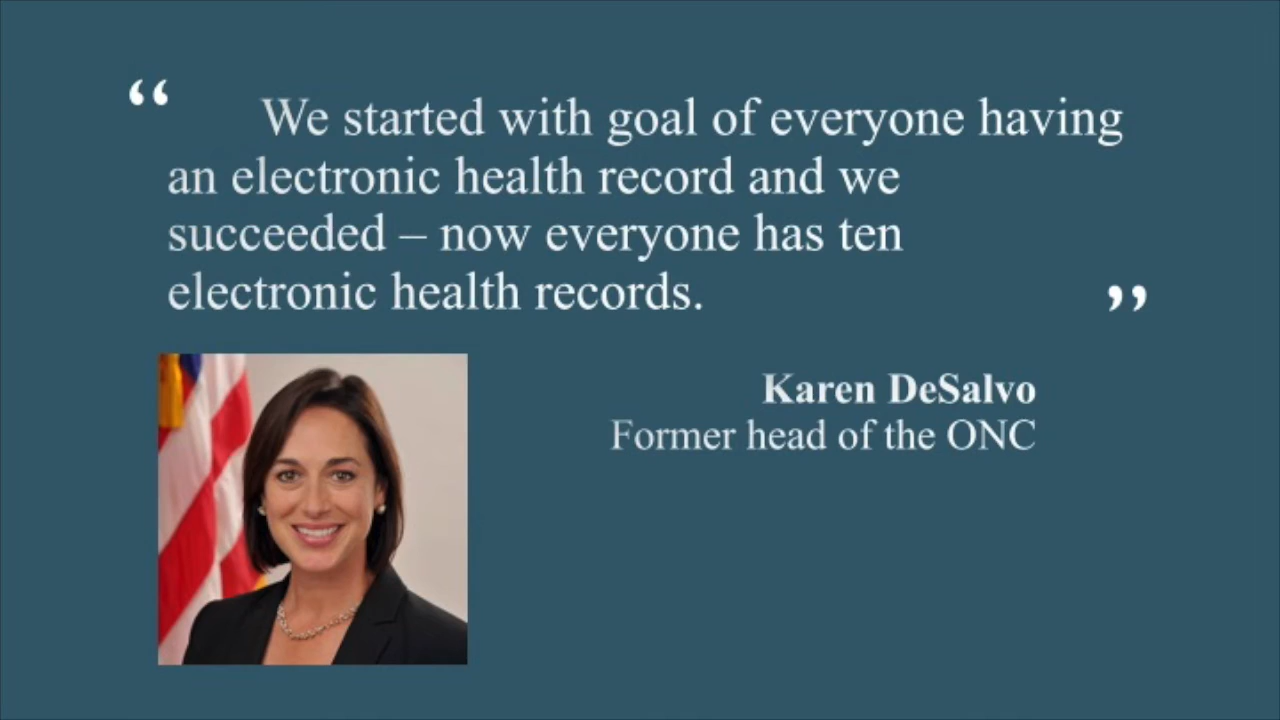 “ We started with goal of everyone having
an electronic health record and we
succeeded – now everyone has ten
electronic health records. ”
Karen DeSalvo
Former head of the ONC